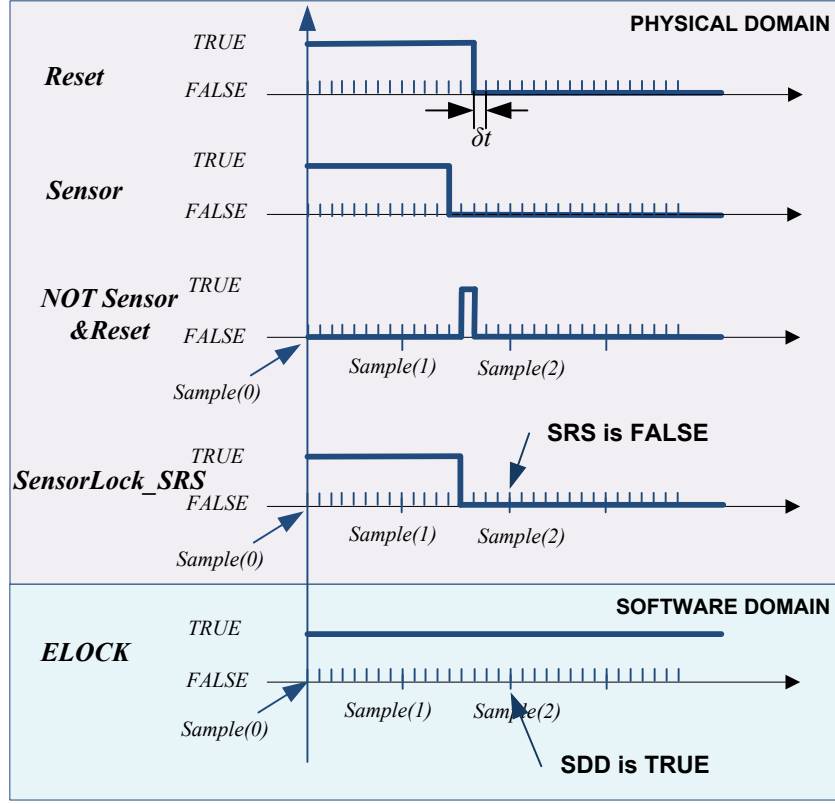 PHYSICAL DOMAIN
TRUE
Reset
FALSE
δt
TRUE
Sensor
FALSE
TRUE
NOT Sensor
&Reset
FALSE
Sample(0)
Sample(1)
Sample(2)
SRS is FALSE
TRUE
SensorLock_SRS
FALSE
Sample(0)
Sample(1)
Sample(2)
SOFTWARE DOMAIN
TRUE
ELOCK
FALSE
Sample(0)
Sample(1)
Sample(2)
SDD is TRUE